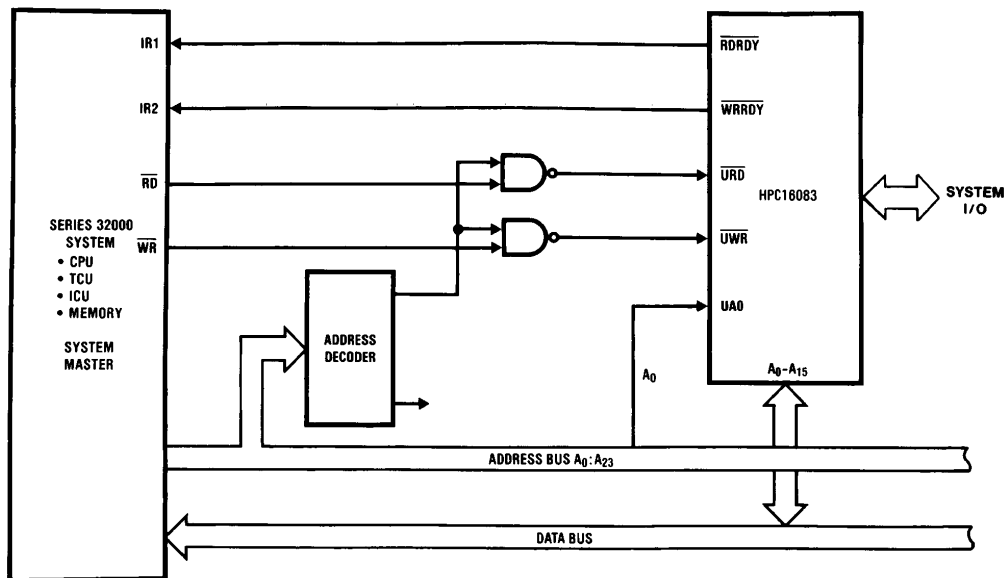 IR1
RDRDY
IR2
WRRDY
RD
URD
HPC16083
SYSTEM
I/O
SERIES 32000
SYSTEM
• CPU
• TCU
• ICU
• MEMORY
SYSTEM
MASTER
WR
UWR
ADDRESS
DECODER
UA0
A₀
A₀-A₁₅
ADDRESS BUS A₀:A₂₃
DATA BUS